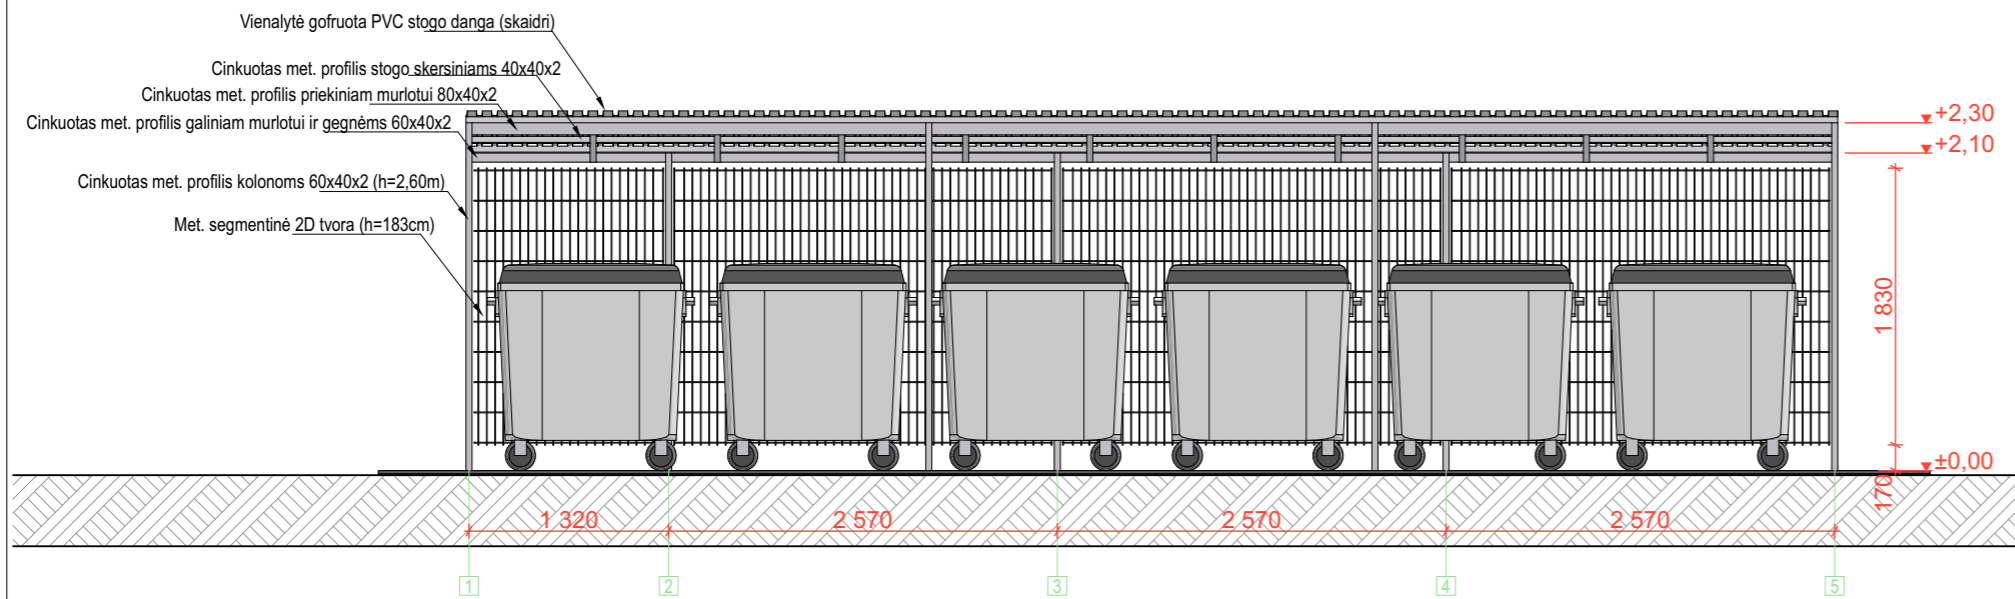 Vienalytė gofruota PVC stogo danga (skaidri)
Cinkuotas met. profilis stogo skersiniams 40x40x2
Cinkuotas met. profilis priekiniam murlotui 80x40x2
Cinkuotas met. profilis galiniam murlotui ir gegnėms 60x40x2
Cinkuotas met. profilis kolonoms 60x40x2 (h=2,60m)
Met. segmentinė 2D tvora (h=183cm)
+2,30
+2,10
1 830
±0,00
170
1 320 2 570 2 570 2 570
1 2 3 4 5